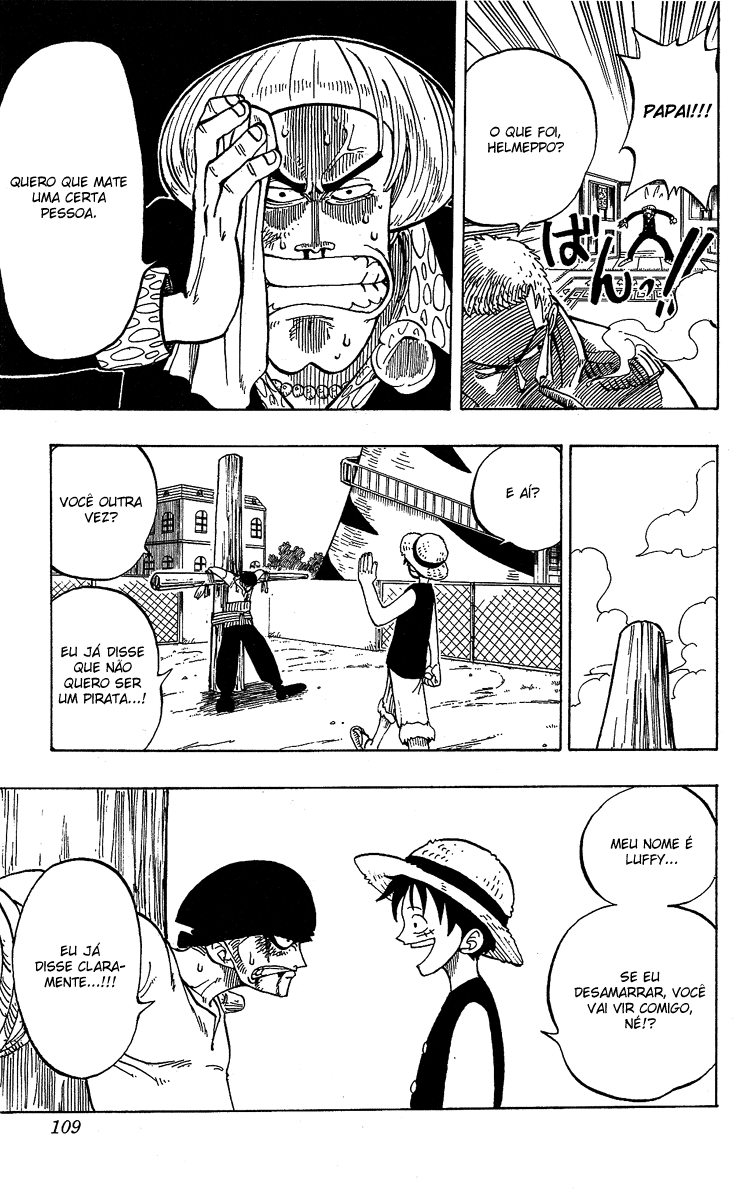 PAPAI!!!
O QUE FOI,
HELMEPPO?
ばんっ!!
QUERO QUE MATE
UMA CERTA
PESSOA.
E AÍ?
VOCÊ OUTRA
VEZ?
EU JÁ DISSE
QUE NÃO
QUERO SER
UM PIRATA...!
MEU NOME É
LUFFY...
SE EU
DESAMARRAR, VOCÊ
VAI VIR COMIGO,
NÉ!?
EU JÁ
DISSE CLARA-
MENTE...!!!
109